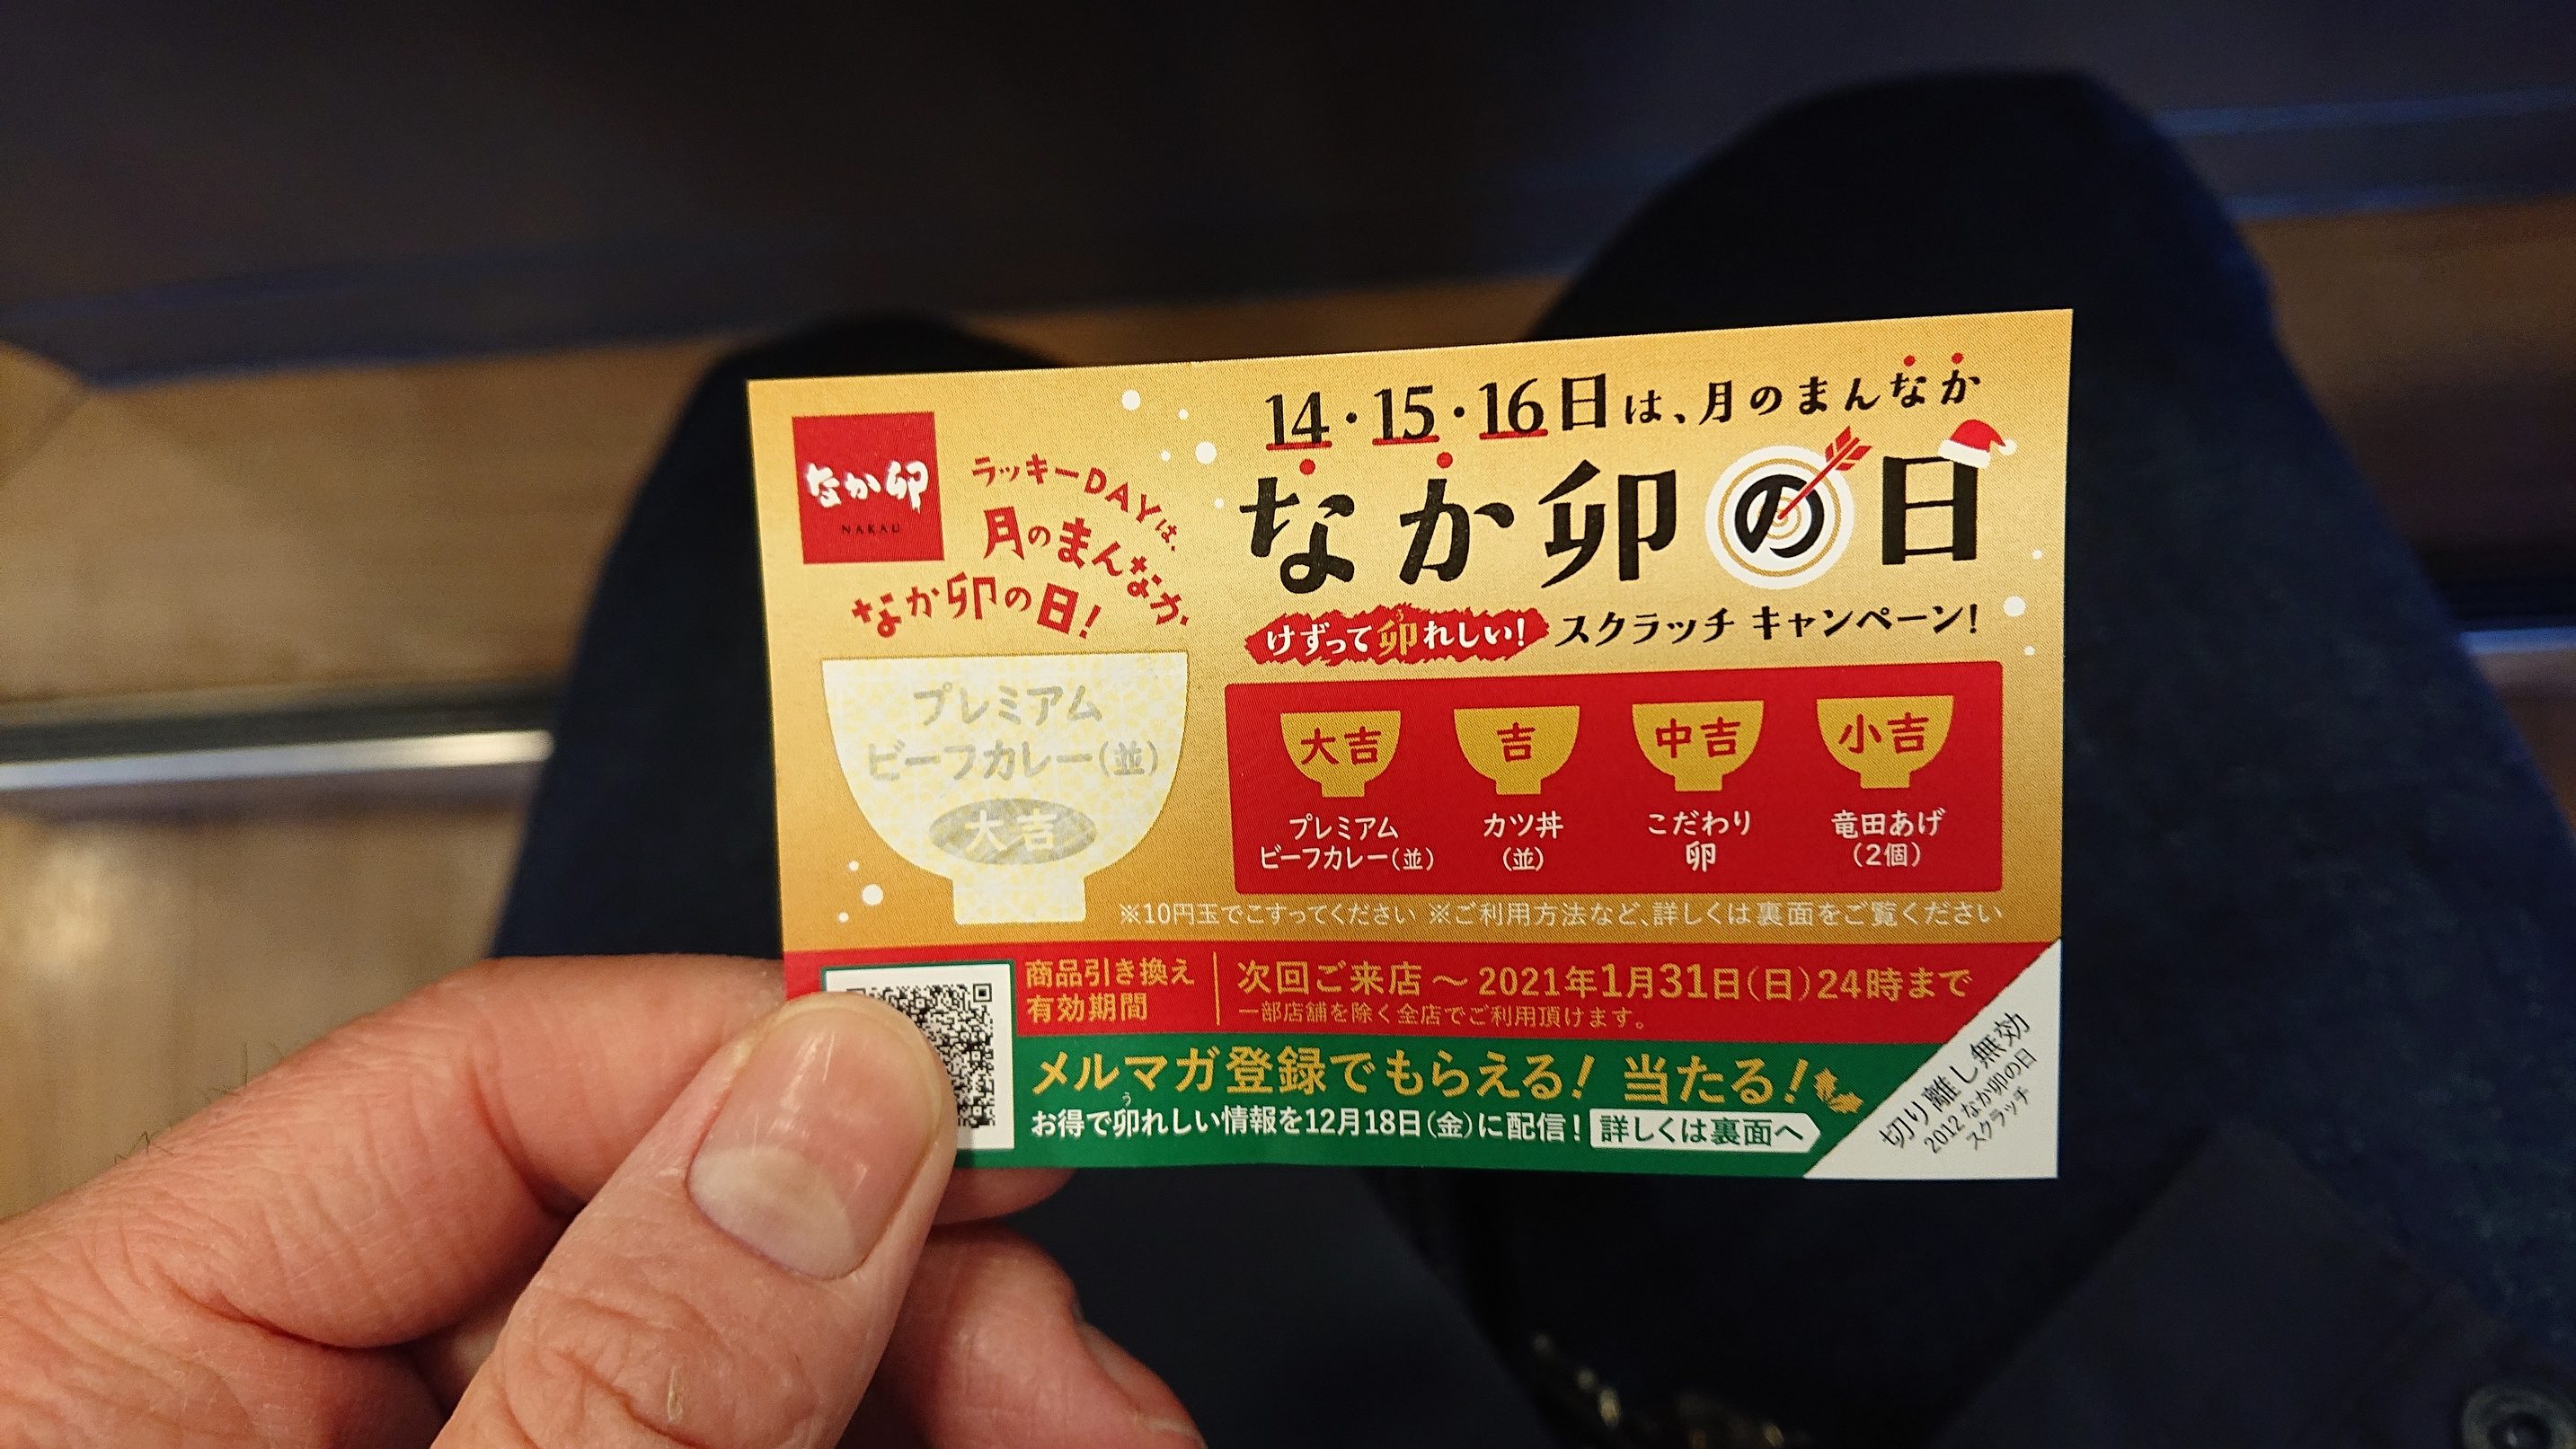 なか卯
NAKAU
ラッキーDAYは、
月のまんなか、
なか卯の日!
14・15・16日は、月のまんなか
なか卯の日
けずって卯れしい! スクラッチ キャンペーン!
う
プレミアム
ビーフカレー(並)
大吉
大吉
プレミアム
ビーフカレー(並)
吉
カツ丼
(並)
中吉
こだわり
卯
小吉
竜田あげ
(2個)
※10円玉でこすってください ※ご利用方法など、詳しくは裏面をご覧ください
商品引き換え
有効期間
次回ご来店 ~ 2021年1月31日(日)24時まで
一部店舗を除く全店でご利用頂けます。
メルマガ登録でもらえる! 当たる!
う
お得で卯れしい情報を12月18日(金)に配信! 詳しくは裏面へ
切り離し無効
2012 なか卯の日
スクラッチ